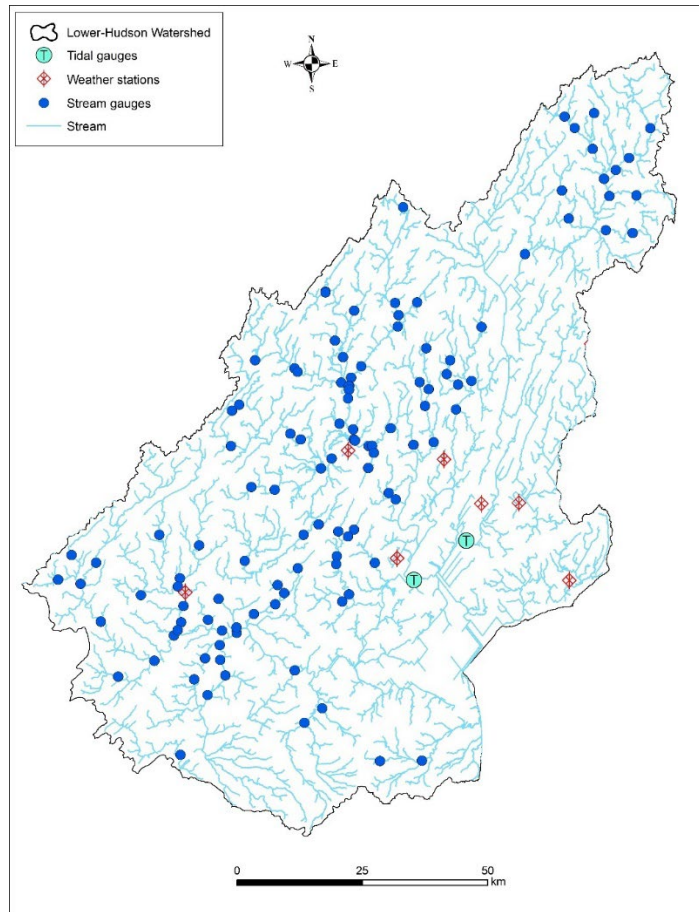 Lower-Hudson Watershed
T Tidal gauges
Weather stations
Stream gauges
Stream
N
W E
S
T
T
0 25 50
km